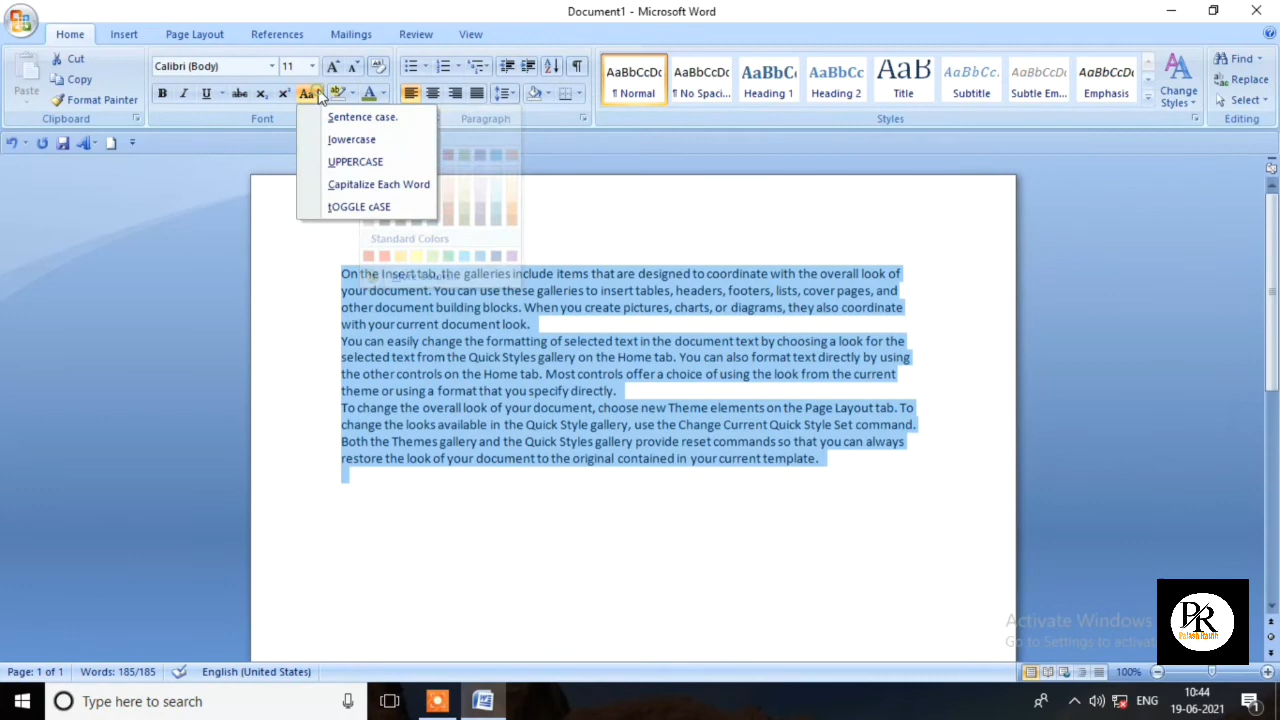 Document1 - Microsoft Word
Home Insert Page Layout References Mailings Review View
Paste
Cut
Copy
Format Painter
Clipboard
Calibri (Body) 11
B I U abc x₂ x² Aa A
Font
Paragraph
AaBbCcDc
¶ Normal
AaBbCcDc
¶ No Spaci...
AaBbCc
Heading 1
AaBbCc
Heading 2
AaB
Title
AaBbCc.
Subtitle
AaBbCcDc
Subtle Em...
AaBbCcDc
Emphasis
Change
Styles
Styles
Find
Replace
Select
Editing
Sentence case.
lowercase
UPPERCASE
Capitalize Each Word
tOGGLE cASE
Standard Colors
On the Insert tab, the galleries include items that are designed to coordinate with the overall look of
your document. You can use these galleries to insert tables, headers, footers, lists, cover pages, and
other document building blocks. When you create pictures, charts, or diagrams, they also coordinate
with your current document look.
You can easily change the formatting of selected text in the document text by choosing a look for the
selected text from the Quick Styles gallery on the Home tab. You can also format text directly by using
the other controls on the Home tab. Most controls offer a choice of using the look from the current
theme or using a format that you specify directly.
To change the overall look of your document, choose new Theme elements on the Page Layout tab. To
change the looks available in the Quick Style gallery, use the Change Current Quick Style Set command.
Both the Themes gallery and the Quick Styles gallery provide reset commands so that you can always
restore the look of your document to the original contained in your current template.
Activate Windows
Go to Settings to activat
PR
Page: 1 of 1 Words: 185/185 English (United States) 100%
Type here to search
ENG
10:44
19-06-2021